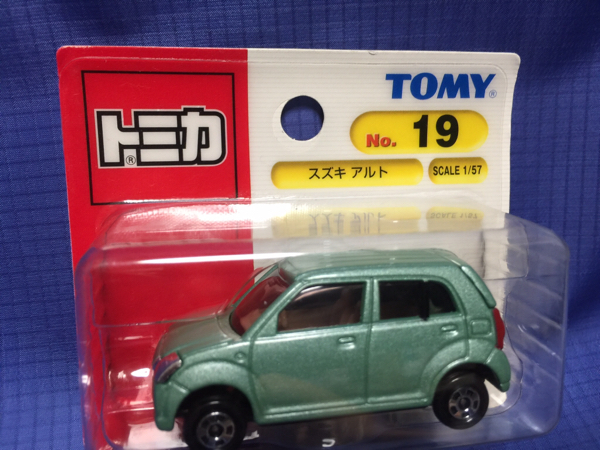 トミカ
®
TOMY®
No. 19
スズキ アルト
SCALE 1/57